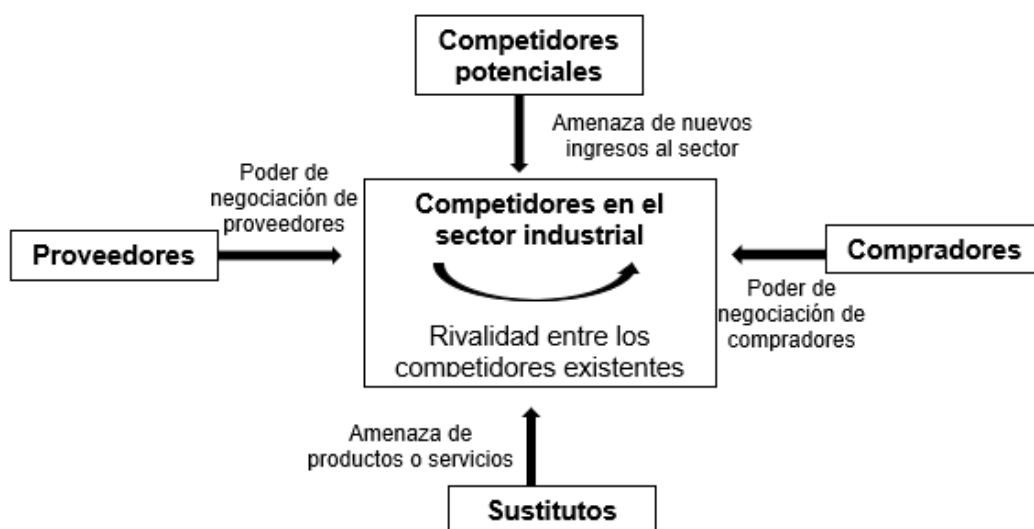 Competidores
potenciales
Amenaza de nuevos
ingresos al sector
Poder de
negociación de
proveedores
Proveedores
Competidores en el
sector industrial
Rivalidad entre los
competidores existentes
Compradores
Poder de
negociación de
compradores
Amenaza de
productos o servicios
Sustitutos